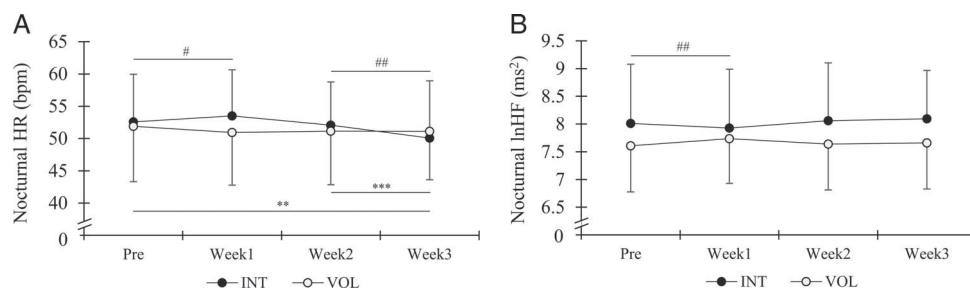 A
Nocturnal HR (bpm)
65
60
55
50
45
40
0
#
##
***
**
Pre Week1 Week2 Week3
INT VOL
B
Nocturnal lnHF (ms²)
9.5
9
8.5
8
7.5
7
6.5
0
##
Pre Week1 Week2 Week3
INT VOL